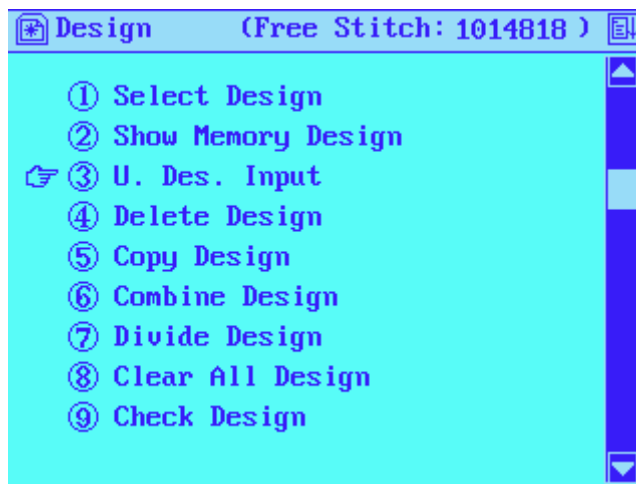 Design (Free Stitch: 1014818 )
① Select Design
② Show Memory Design
③ U. Des. Input
④ Delete Design
⑤ Copy Design
⑥ Combine Design
⑦ Divide Design
⑧ Clear All Design
⑨ Check Design